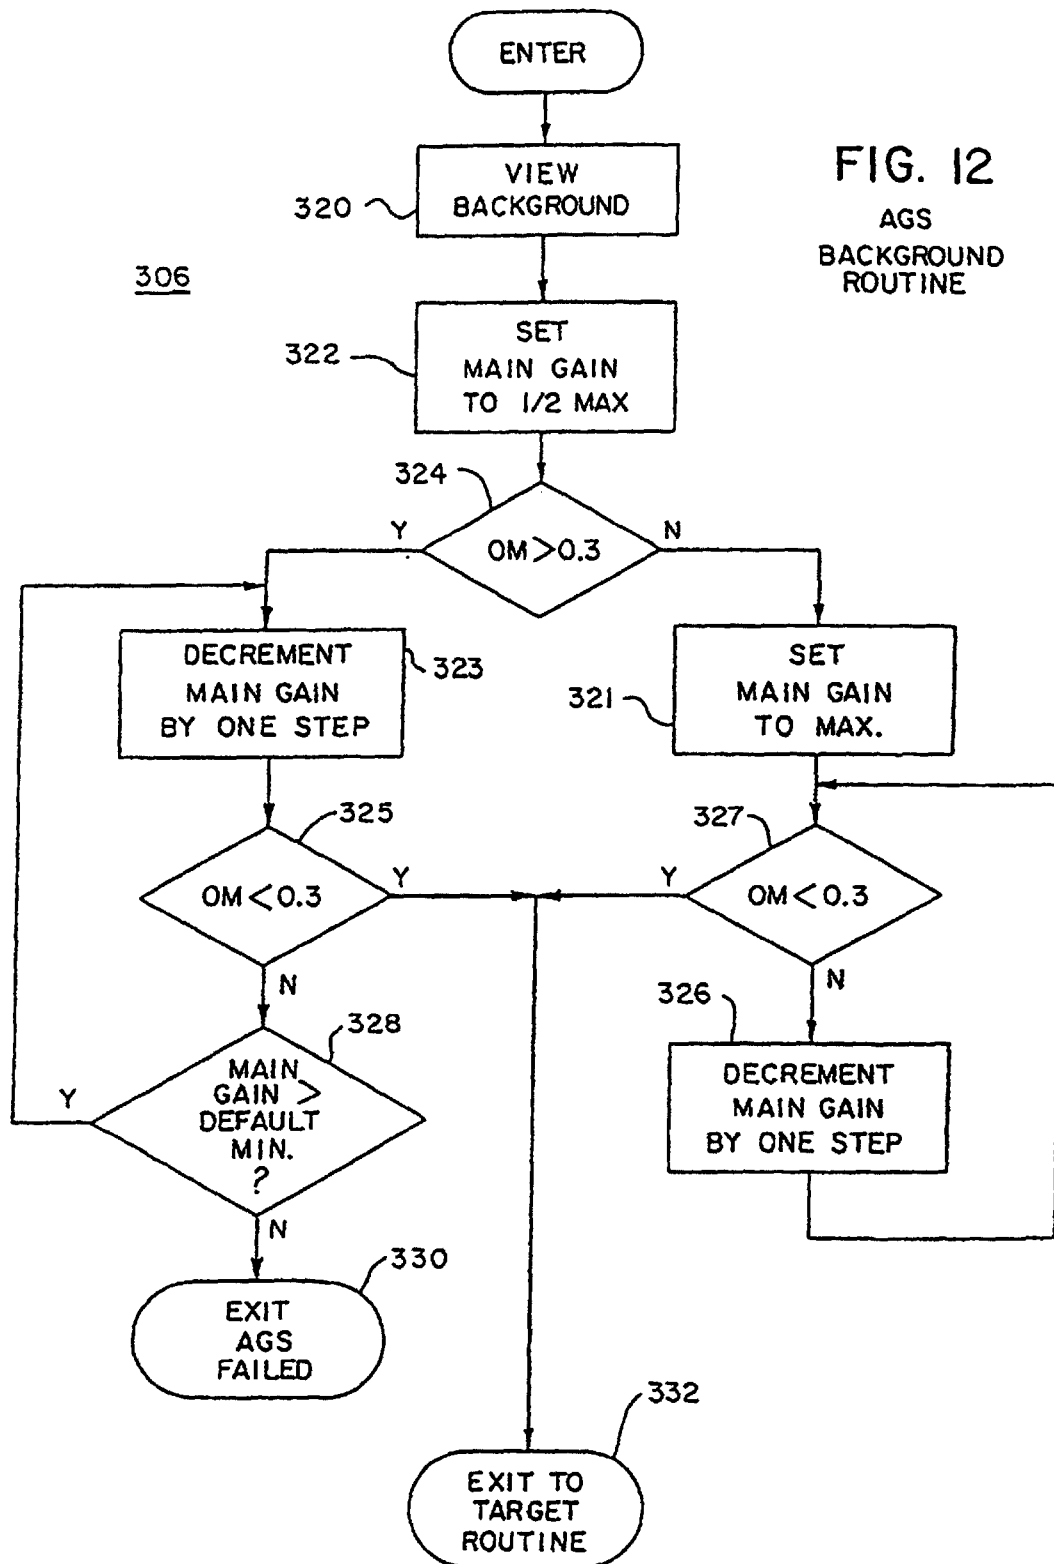 ENTER
VIEW
BACKGROUND
320
FIG. 12
AGS
BACKGROUND
ROUTINE
306
SET
MAIN GAIN
TO 1/2 MAX
322
324
Y
OM>0.3
N
DECREMENT
MAIN GAIN
BY ONE STEP
323
SET
MAIN GAIN
TO MAX.
321
325
OM<0.3
Y
N
327
Y
OM<0.3
N
328
MAIN
GAIN >
DEFAULT
MIN.
?
Y
N
326
DECREMENT
MAIN GAIN
BY ONE STEP
330
EXIT
AGS
FAILED
332
EXIT TO
TARGET
ROUTINE